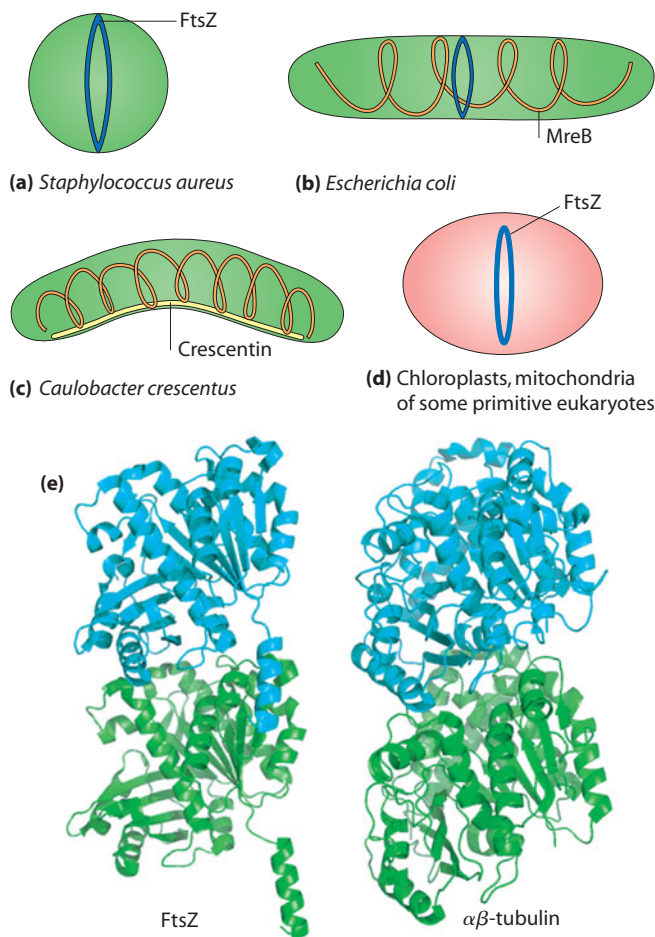 FtsZ
MreB
(a) Staphylococcus aureus
(b) Escherichia coli
FtsZ
Crescentin
(c) Caulobacter crescentus
(d) Chloroplasts, mitochondria
of some primitive eukaryotes
(e)
FtsZ
αβ-tubulin